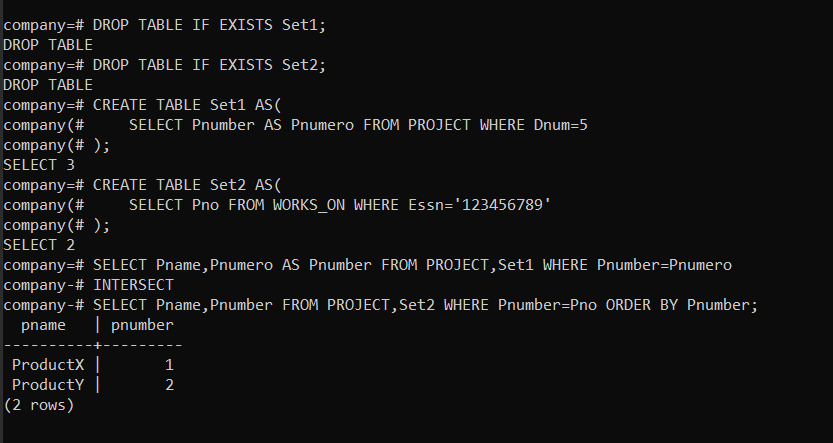 company=# DROP TABLE IF EXISTS Set1;
DROP TABLE
company=# DROP TABLE IF EXISTS Set2;
DROP TABLE
company=# CREATE TABLE Set1 AS(
company(#     SELECT Pnumber AS Pnumero FROM PROJECT WHERE Dnum=5
company(# );
SELECT 3
company=# CREATE TABLE Set2 AS(
company(#     SELECT Pno FROM WORKS_ON WHERE Essn='123456789'
company(# );
SELECT 2
company=# SELECT Pname,Pnumero AS Pnumber FROM PROJECT,Set1 WHERE Pnumber=Pnumero
company-# INTERSECT
company-# SELECT Pname,Pnumber FROM PROJECT,Set2 WHERE Pnumber=Pno ORDER BY Pnumber;
  pname   | pnumber
----------+---------
 ProductX |       1
 ProductY |       2
(2 rows)